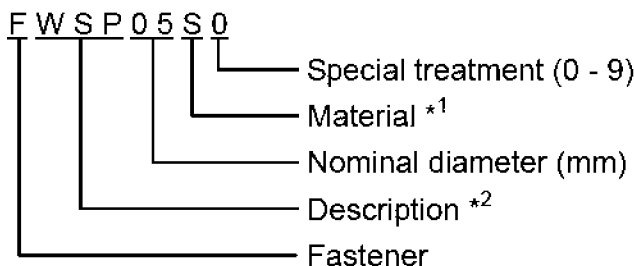 F W S P 0 5 S 0
Special treatment (0 - 9)
Material *1
Nominal diameter (mm)
Description *2
Fastener